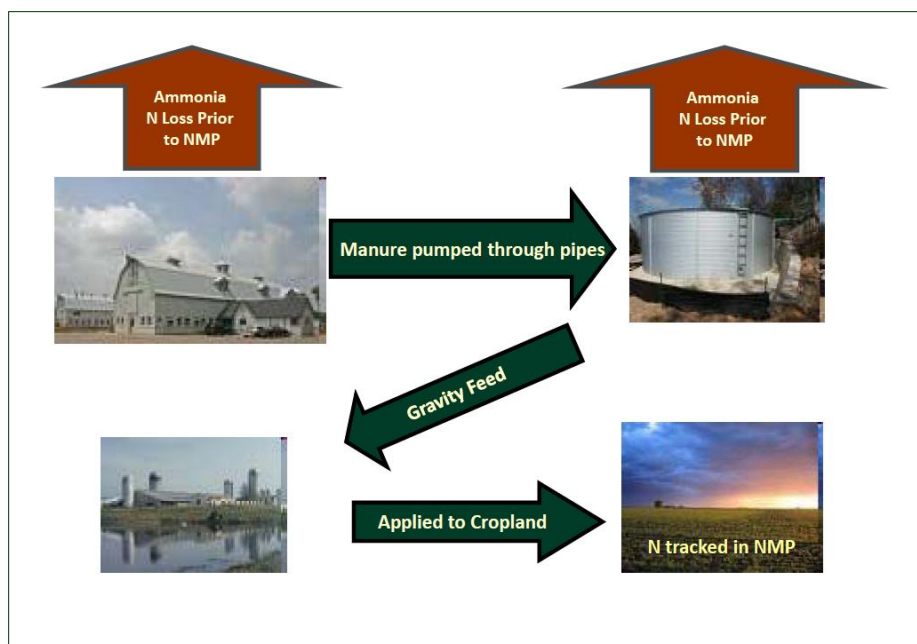 Ammonia
N Loss Prior
to NMP
Ammonia
N Loss Prior
to NMP
Manure pumped through pipes
Gravity Feed
Applied to Cropland
N tracked in NMP